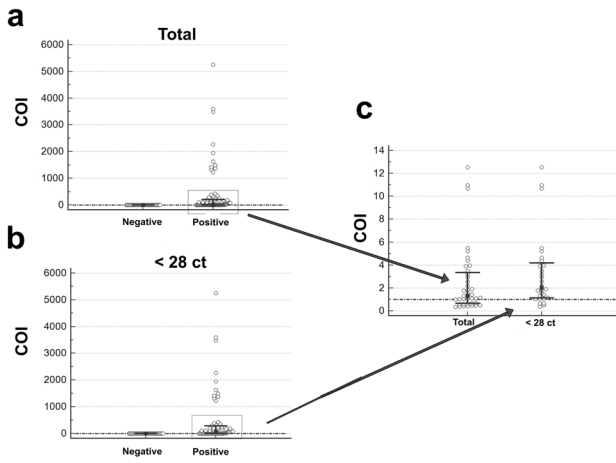 a
Total
COI
6000
5000
4000
3000
2000
1000
0
Negative Positive
b
< 28 ct
COI
6000
5000
4000
3000
2000
1000
0
Negative Positive
c
COI
14
12
10
8
6
4
2
0
Total < 28 ct